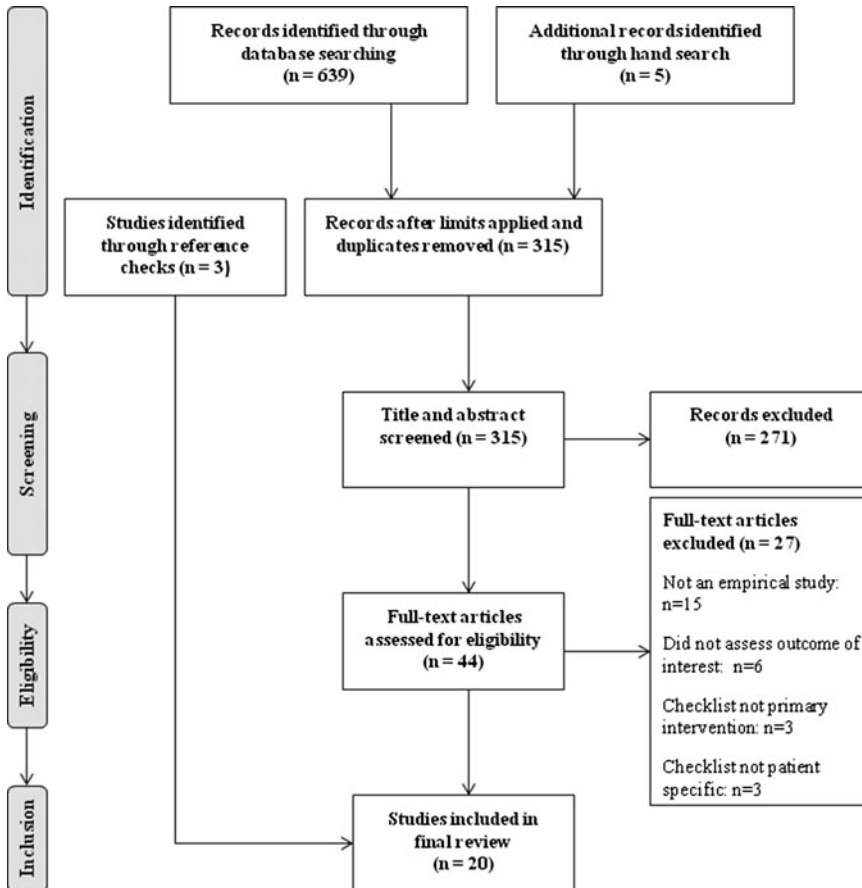 Records identified through
database searching
(n = 639)
Additional records identified
through hand search
(n = 5)
Identification
Studies identified
through reference
checks (n = 3)
Records after limits applied and
duplicates removed (n = 315)
Screening
Title and abstract
screened (n = 315)
Records excluded
(n = 271)
Eligibility
Full-text articles
assessed for eligibility
(n = 44)
Full-text articles
excluded (n = 27)
Not an empirical study:
n=15
Did not assess outcome of
interest: n=6
Checklist not primary
intervention: n=3
Checklist not patient
specific: n=3
Inclusion
Studies included in
final review
(n = 20)